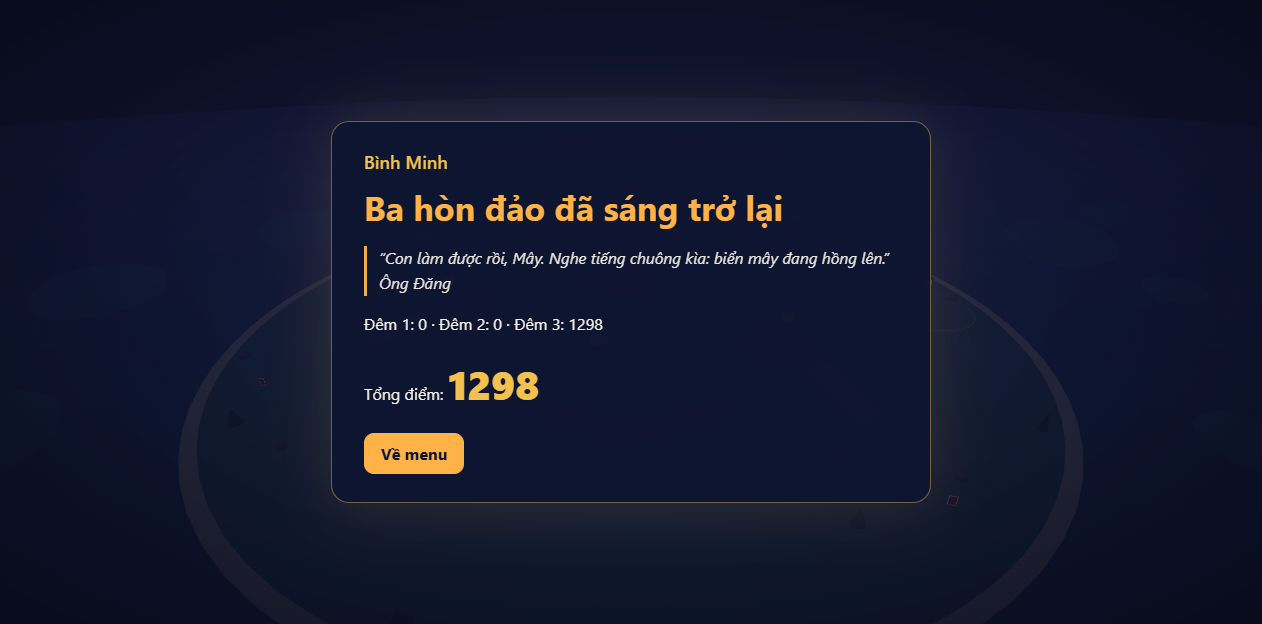 Bình Minh
Ba hòn đảo đã sáng trở lại
“Con làm được rồi, Mây. Nghe tiếng chuông kìa: biển mây đang hồng lên.”
Ông Đăng
Đêm 1: 0 · Đêm 2: 0 · Đêm 3: 1298
Tổng điểm: 1298
Về menu